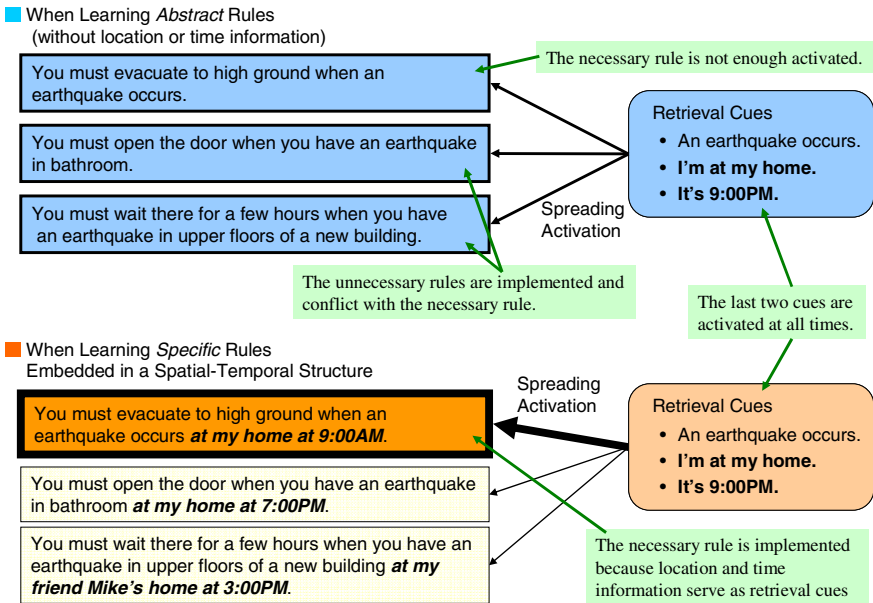 When Learning Abstract Rules
(without location or time information)
The necessary rule is not enough activated.
You must evacuate to high ground when an
earthquake occurs.
You must open the door when you have an earthquake
in bathroom.
You must wait there for a few hours when you have
an earthquake in upper floors of a new building.
Spreading
Activation
Retrieval Cues
• An earthquake occurs.
• I'm at my home.
• It's 9:00PM.
The unnecessary rules are implemented and
conflict with the necessary rule.
The last two cues are
activated at all times.
When Learning Specific Rules
Embedded in a Spatial-Temporal Structure
You must evacuate to high ground when an
earthquake occurs at my home at 9:00AM.
You must open the door when you have an earthquake
in bathroom at my home at 7:00PM.
You must wait there for a few hours when you have an
earthquake in upper floors of a new building at my
friend Mike's home at 3:00PM.
Spreading
Activation
Retrieval Cues
• An earthquake occurs.
• I'm at my home.
• It's 9:00PM.
The necessary rule is implemented
because location and time
information serve as retrieval cues